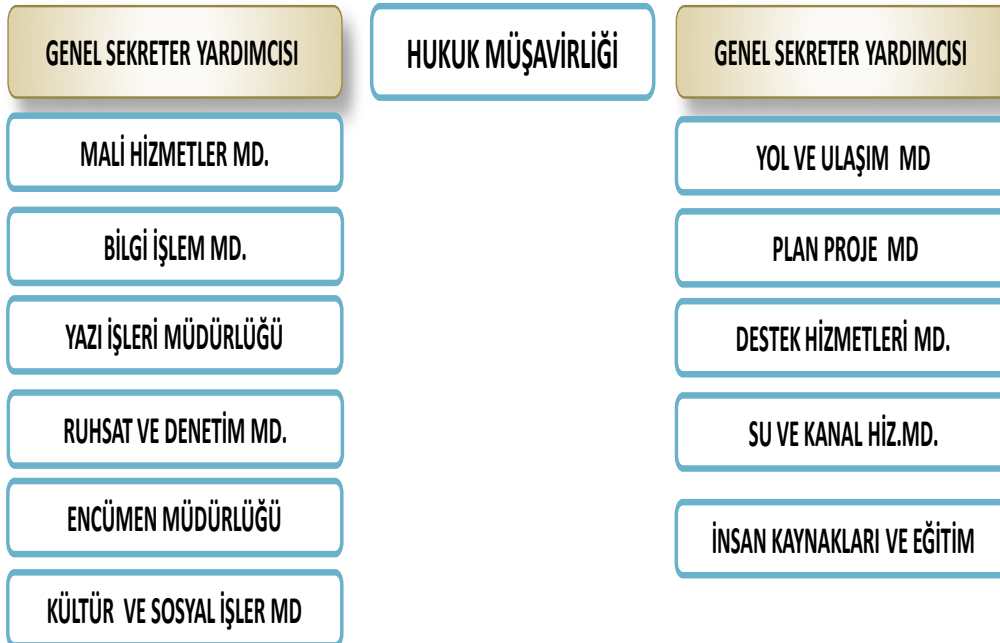 GENEL SEKRETER YARDIMCISI
HUKUK MÜŞAVİRLİĞİ
GENEL SEKRETER YARDIMCISI
MALİ HİZMETLER MD.
BİLGİ İŞLEM MD.
YAZI İŞLERİ MÜDÜRLÜĞÜ
RUHSAT VE DENETİM MD.
ENCÜMEN MÜDÜRLÜĞÜ
KÜLTÜR VE SOSYAL İŞLER MD
YOL VE ULAŞIM MD
PLAN PROJE MD
DESTEK HİZMETLERİ MD.
SU VE KANAL HİZ.MD.
İNSAN KAYNAKLARI VE EĞİTİM